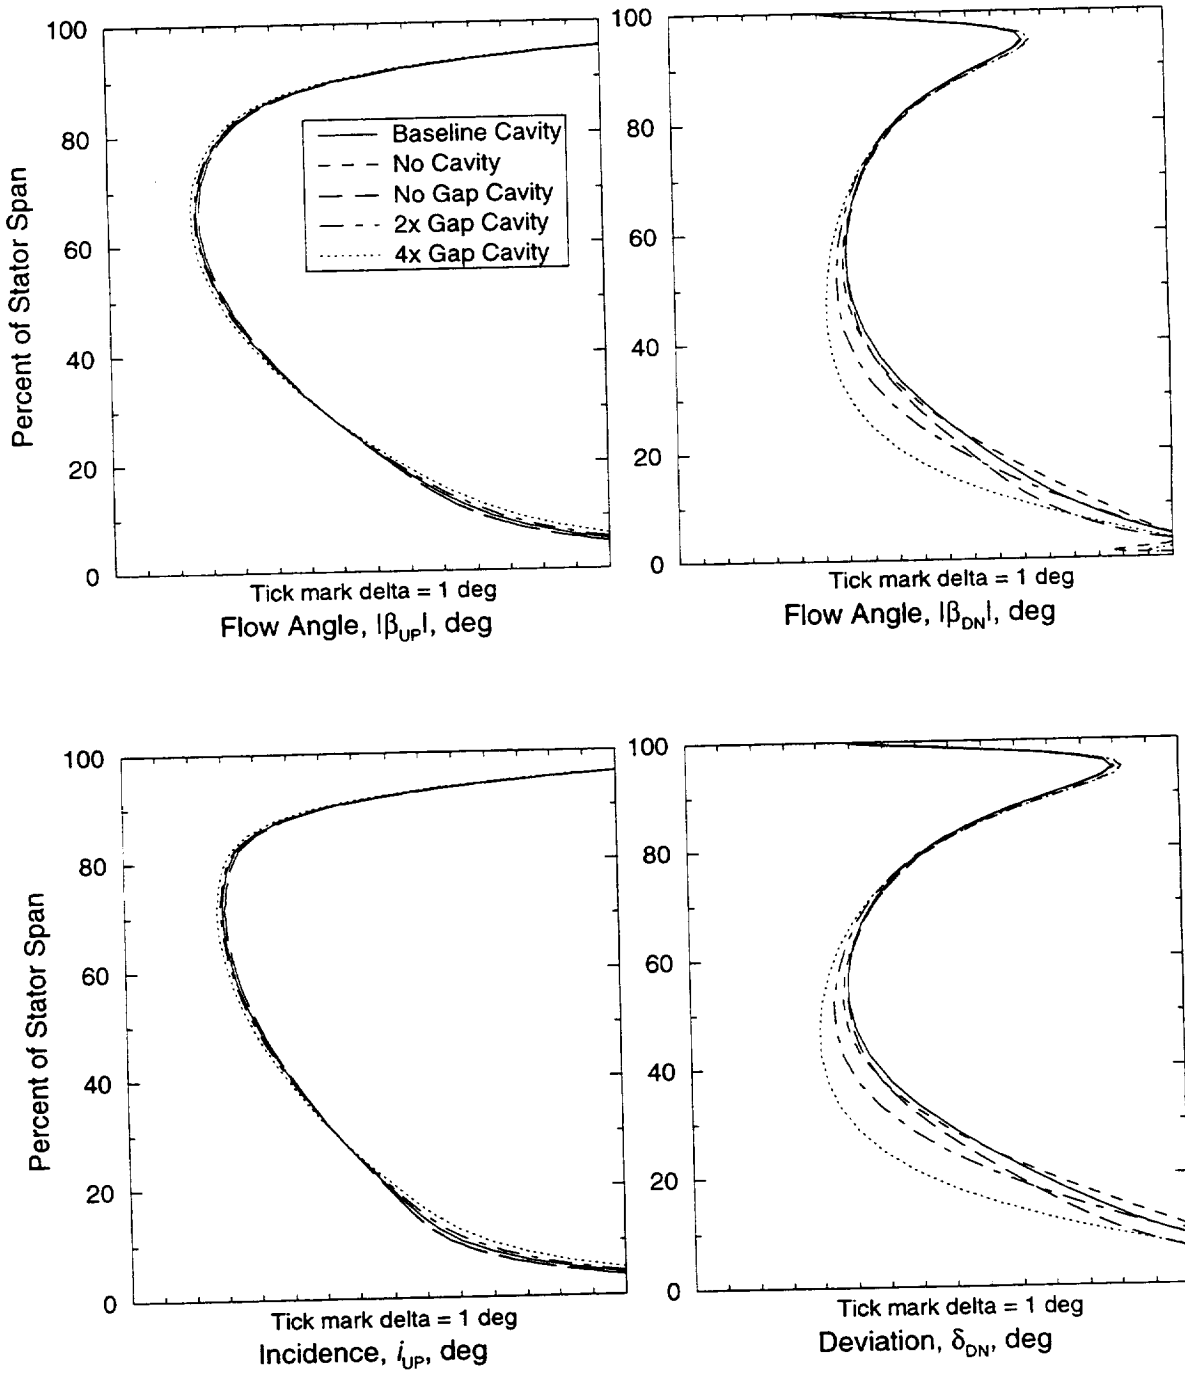 100
80
60
40
20
0
Percent of Stator Span
Baseline Cavity
No Cavity
No Gap Cavity
2x Gap Cavity
4x Gap Cavity
Tick mark delta = 1 deg
Flow Angle, |β_UP|, deg
100
80
60
40
20
0
Tick mark delta = 1 deg
Flow Angle, |β_DN|, deg
100
80
60
40
20
0
Percent of Stator Span
Tick mark delta = 1 deg
Incidence, i_UP, deg
100
80
60
40
20
0
Tick mark delta = 1 deg
Deviation, δ_DN, deg